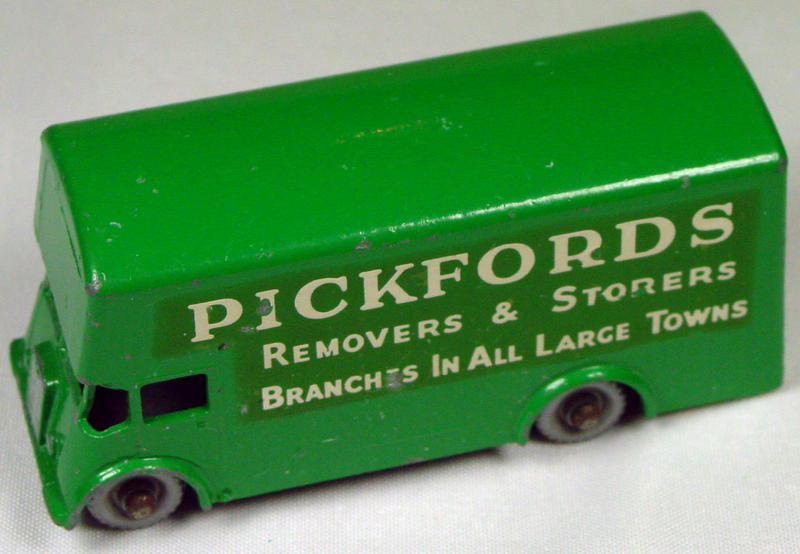 PICKFORDS
REMOVERS & STORERS
BRANCHES IN ALL LARGE TOWNS